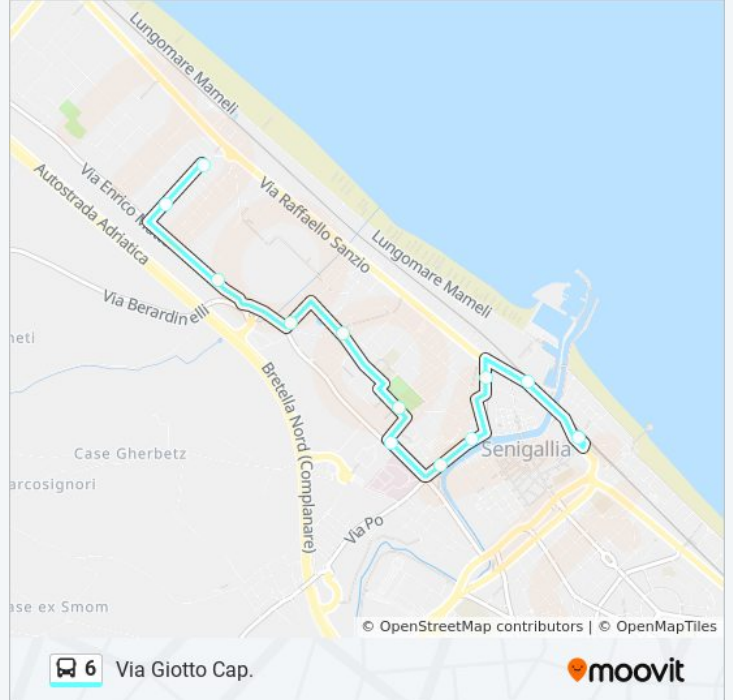 Lungomare Mameli
Via Enrico
Autostrada Adriatica
Via Raffaello Sanzio
Lungomare Mameli
Via Berardinelli
neti
Bretella Nord (Complanare)
Case Gherbetz
arcosignori
Senigallia
Via Po
ase ex Smom
© OpenStreetMap contributors | © OpenMapTiles
6 Via Giotto Cap.
moovit